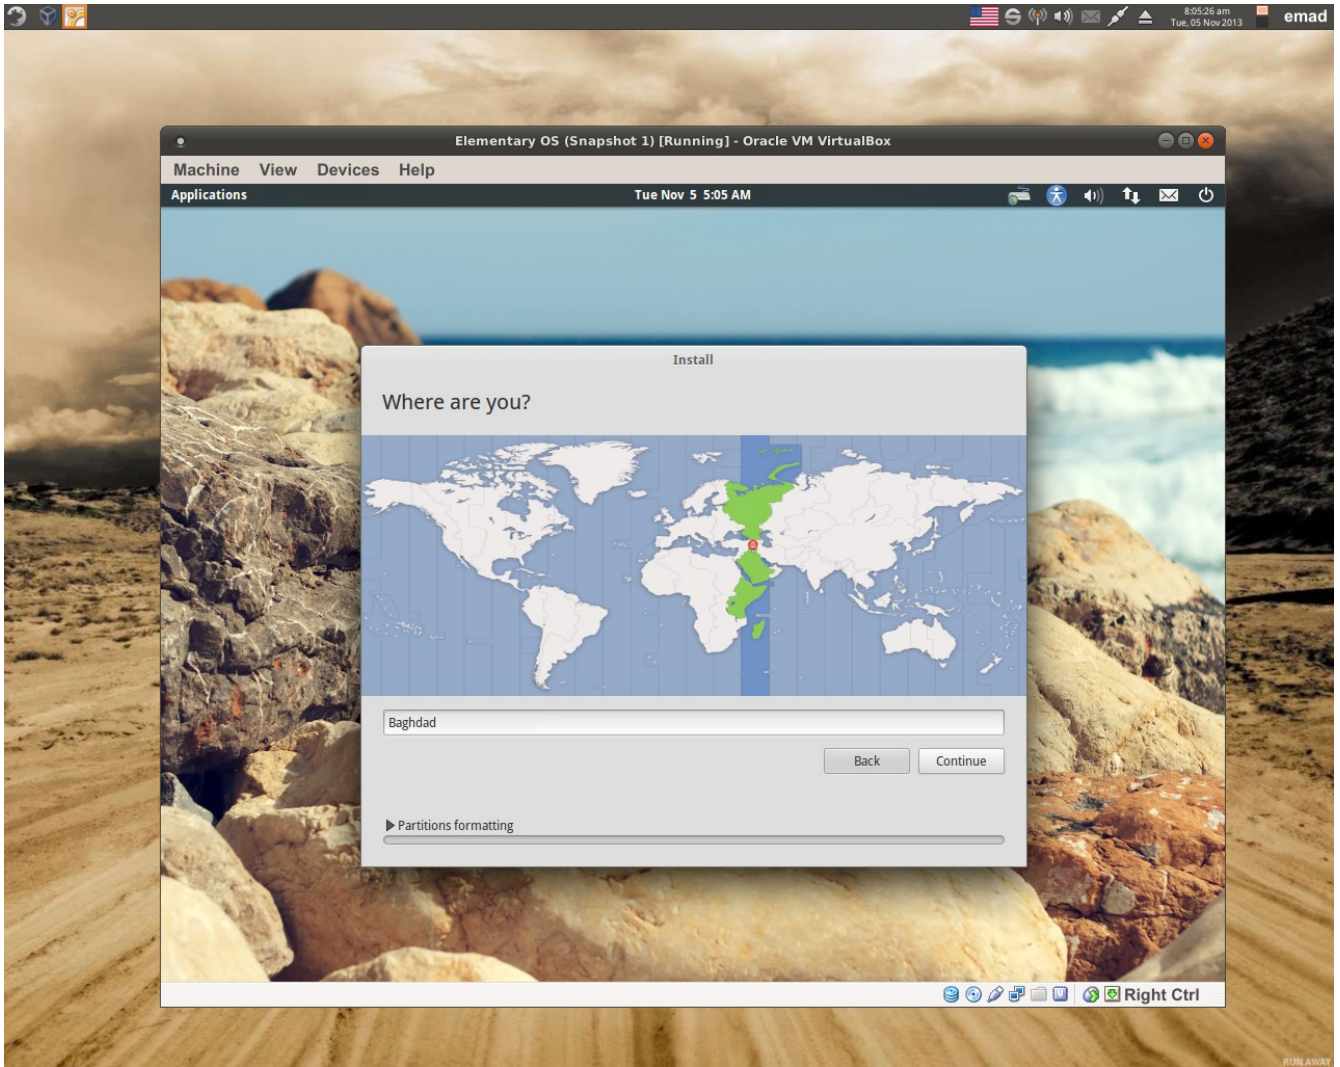 8:05:26 am
Tue, 05 Nov 2013
emad
Elementary OS (Snapshot 1) [Running] - Oracle VM VirtualBox
Machine View Devices Help
Applications Tue Nov 5 5:05 AM
Install
Where are you?
Baghdad
Back Continue
Partitions formatting
Right Ctrl
RUN AWAY